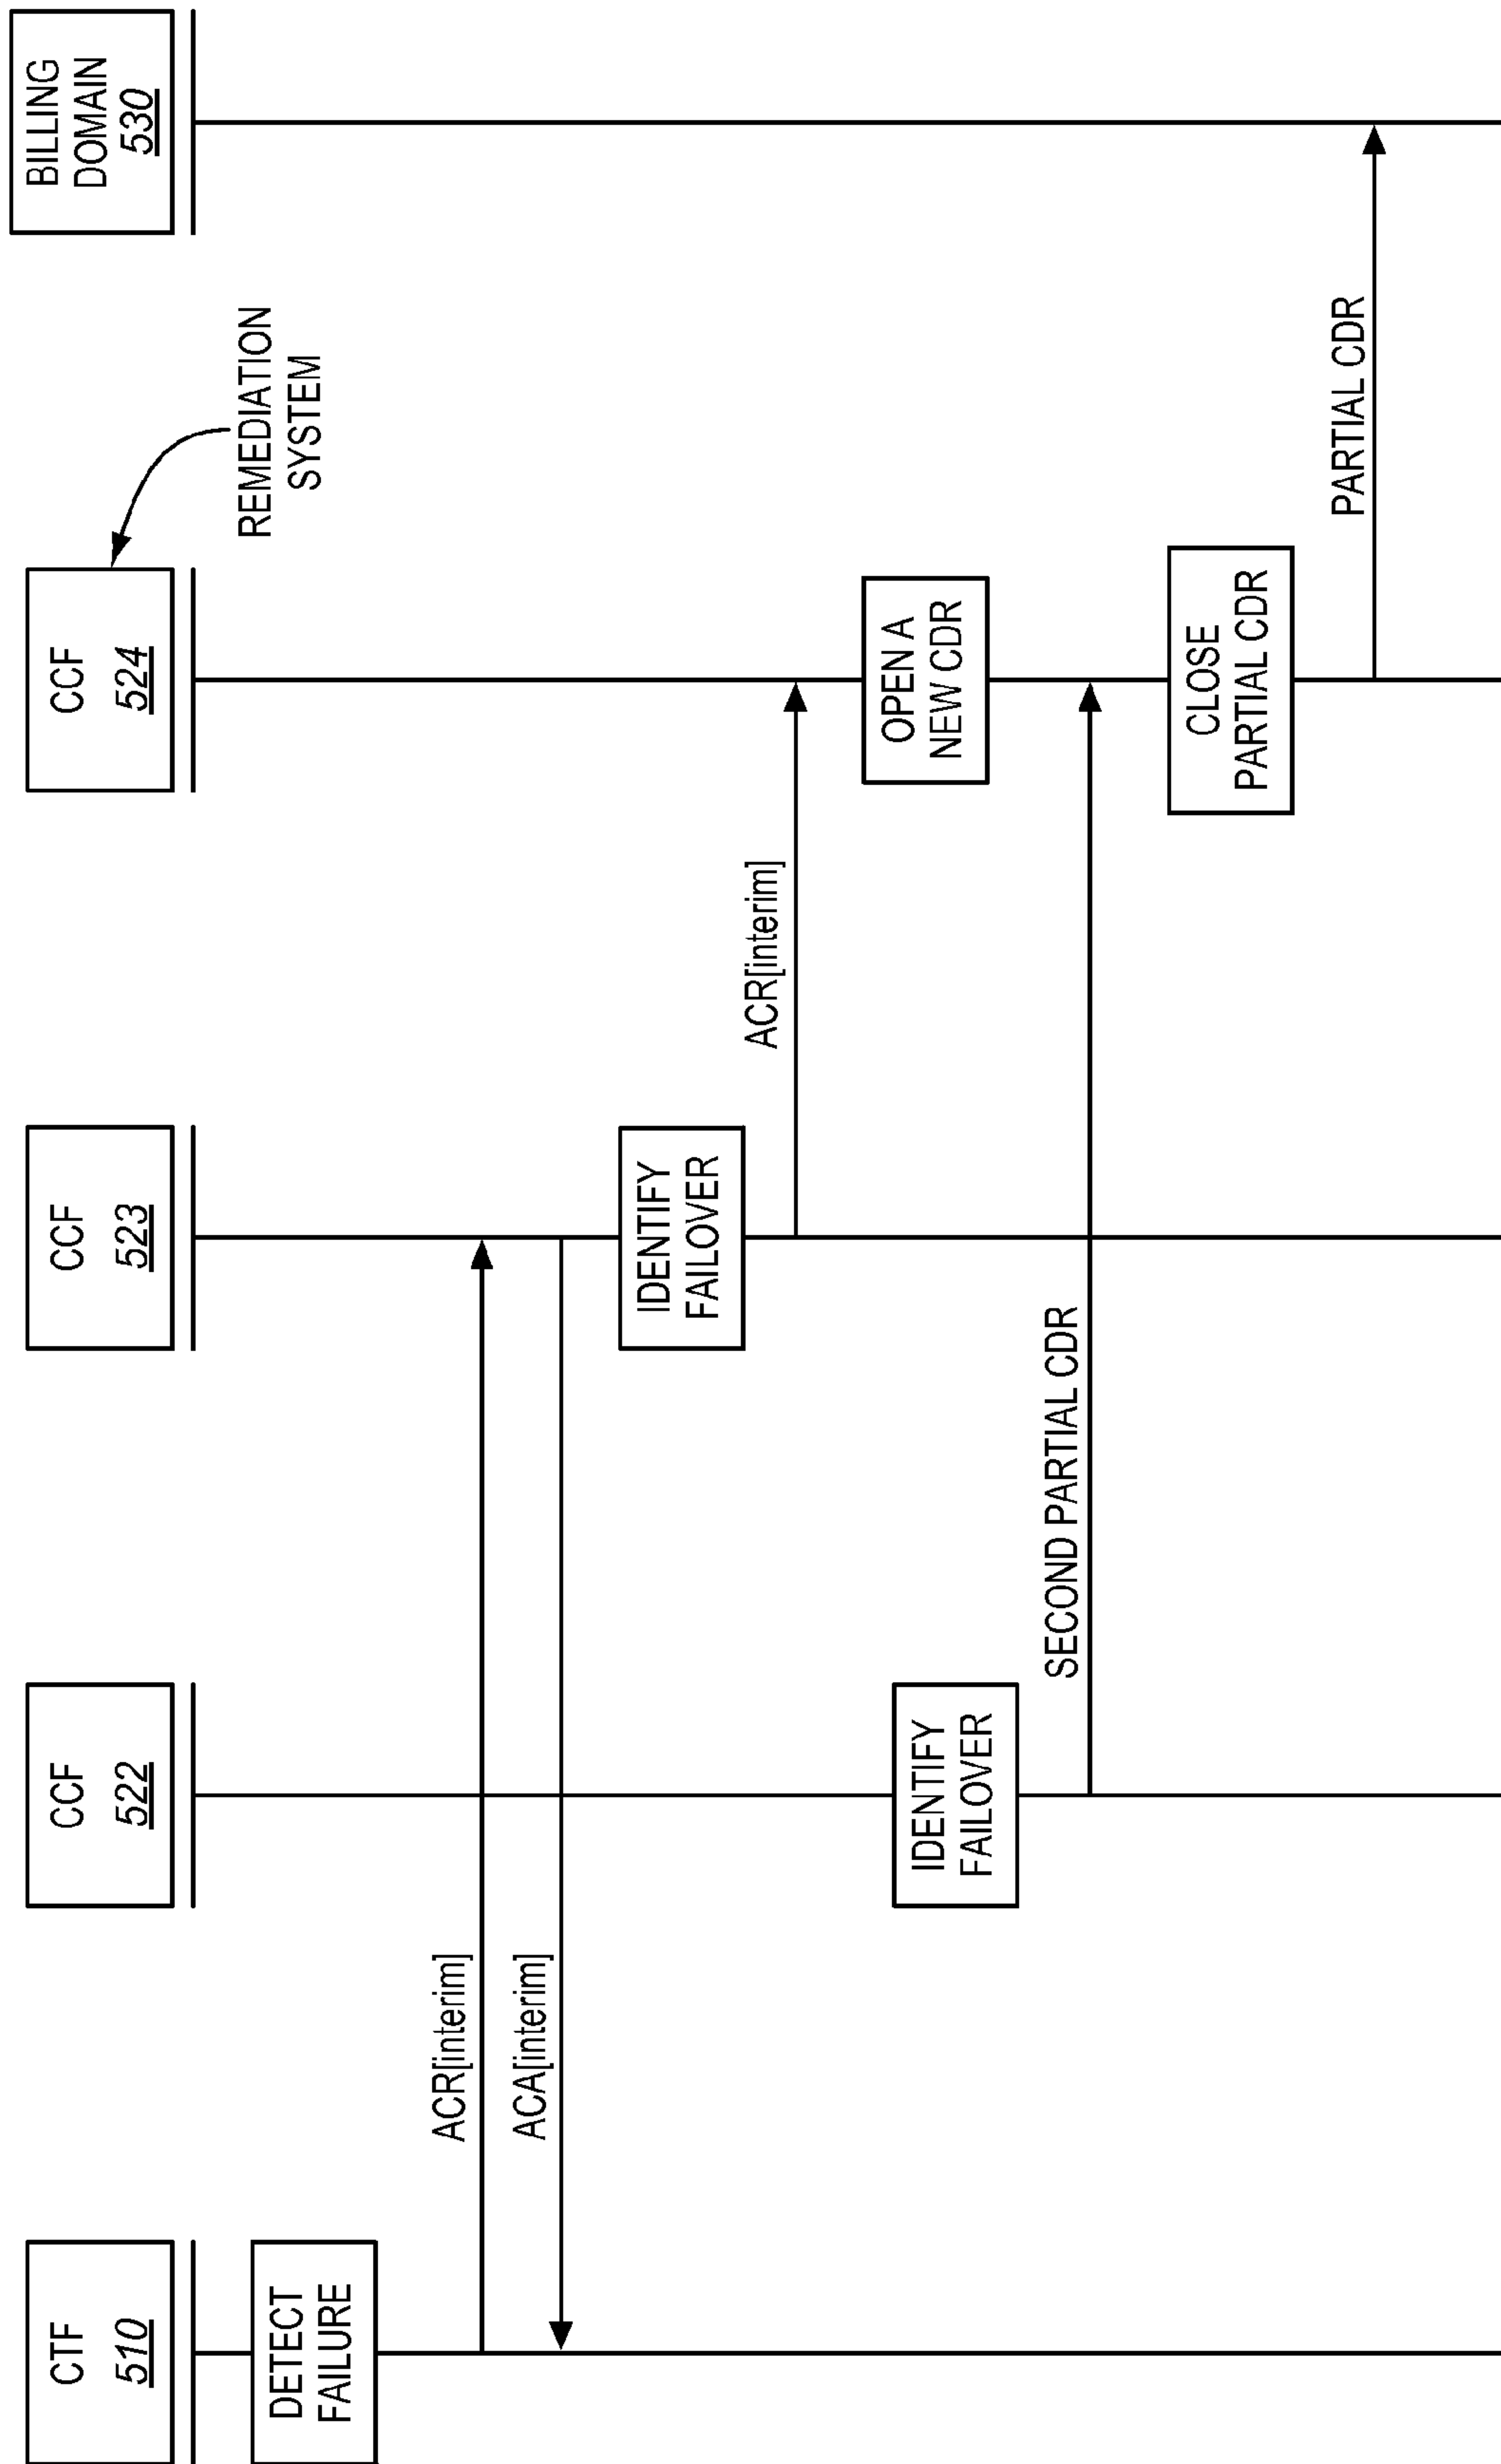 CTF
510
CCF
522
CCF
523
CCF
524
BILLING
DOMAIN
530
REMEDIATION
SYSTEM
DETECT
FAILURE
ACR[interim]
ACA[interim]
IDENTIFY
FAILOVER
ACR[interim]
OPEN A
NEW CDR
IDENTIFY
FAILOVER
SECOND PARTIAL CDR
CLOSE
PARTIAL CDR
PARTIAL CDR